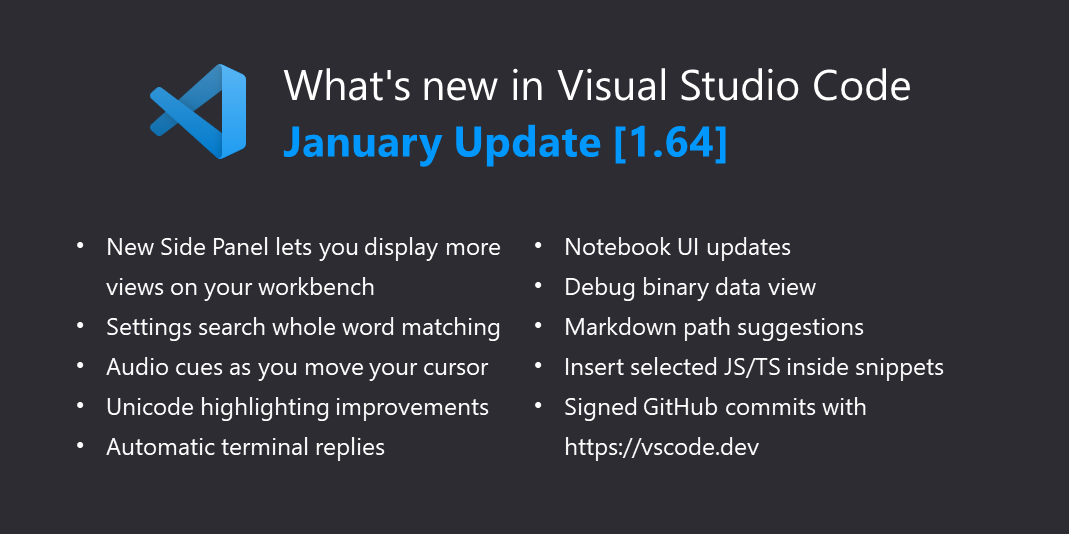 What's new in Visual Studio Code
January Update [1.64]
• New Side Panel lets you display more
views on your workbench
• Settings search whole word matching
• Audio cues as you move your cursor
• Unicode highlighting improvements
• Automatic terminal replies
• Notebook UI updates
• Debug binary data view
• Markdown path suggestions
• Insert selected JS/TS inside snippets
• Signed GitHub commits with
https://vscode.dev